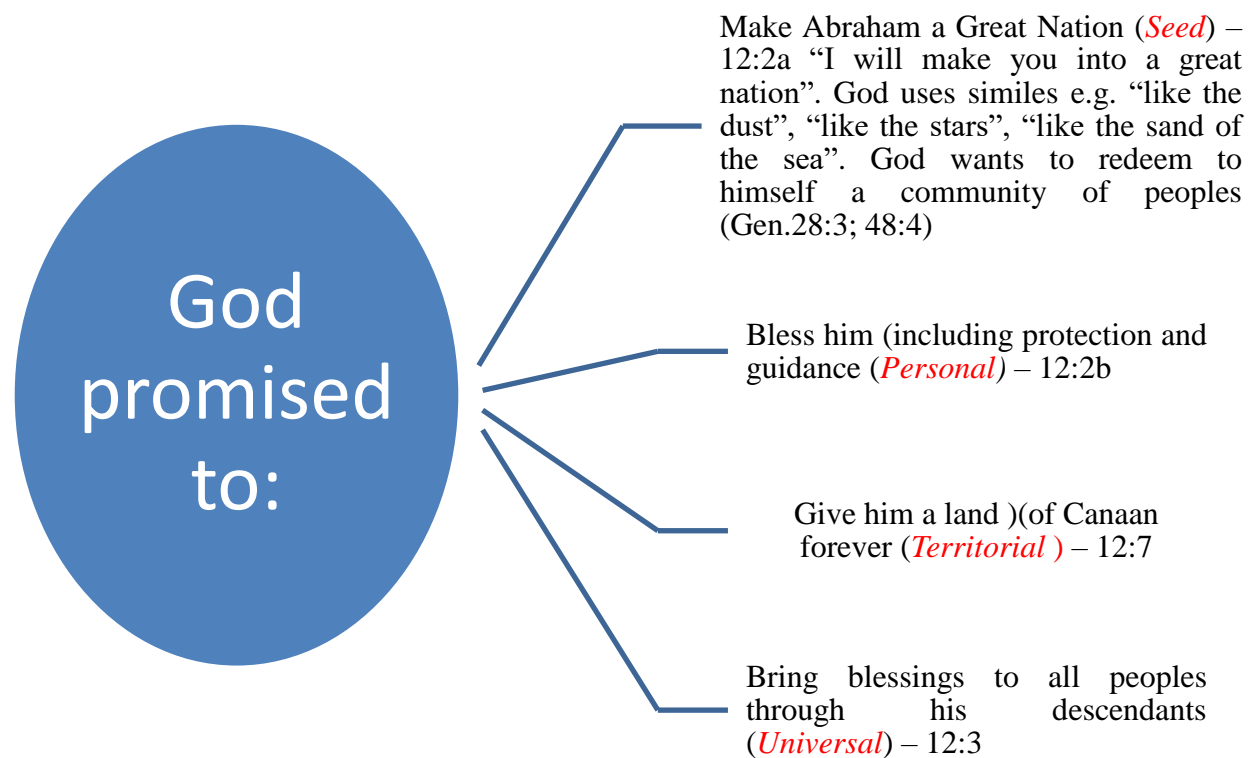 God
promised
to:
Make Abraham a Great Nation (Seed) –
12:2a “I will make you into a great
nation”. God uses similes e.g. “like the
dust”, “like the stars”, “like the sand of
the sea”. God wants to redeem to
himself a community of peoples
(Gen.28:3; 48:4)
Bless him (including protection and
guidance (Personal) – 12:2b
Give him a land )(of Canaan
forever (Territorial ) – 12:7
Bring blessings to all peoples
through his descendants
(Universal) – 12:3